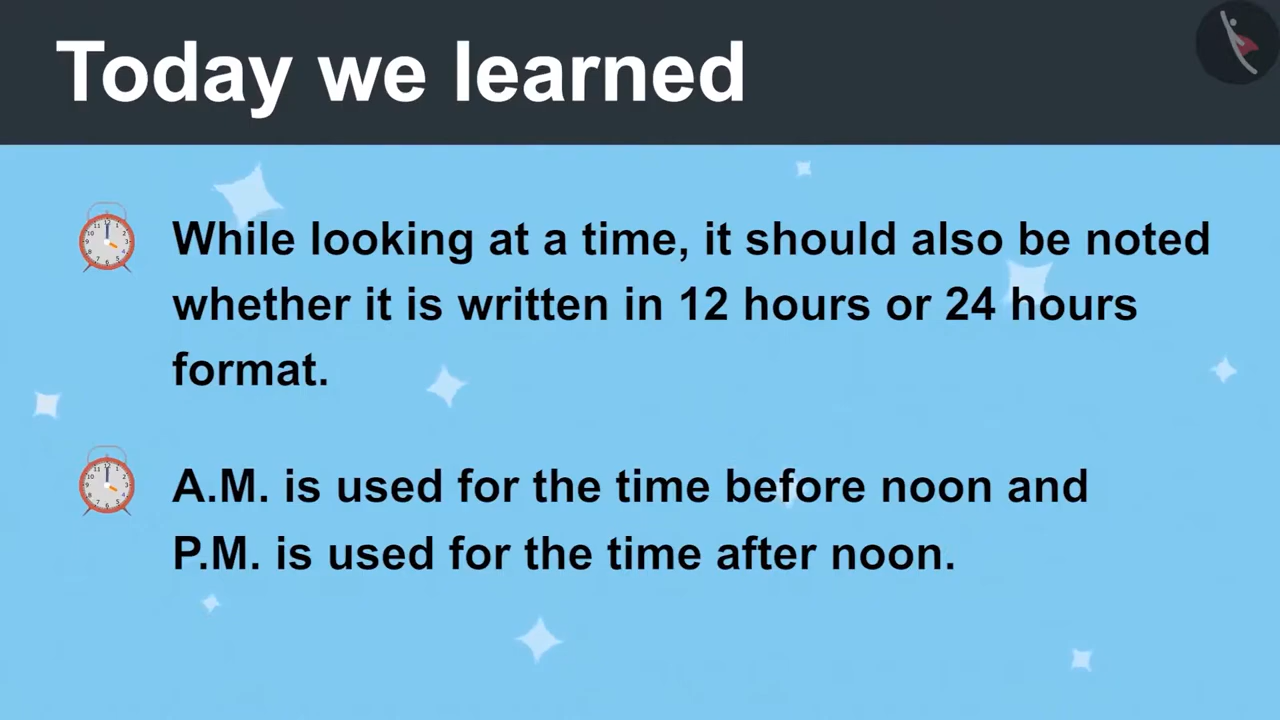 Today we learned
While looking at a time, it should also be noted
whether it is written in 12 hours or 24 hours
format.
A.M. is used for the time before noon and
P.M. is used for the time after noon.